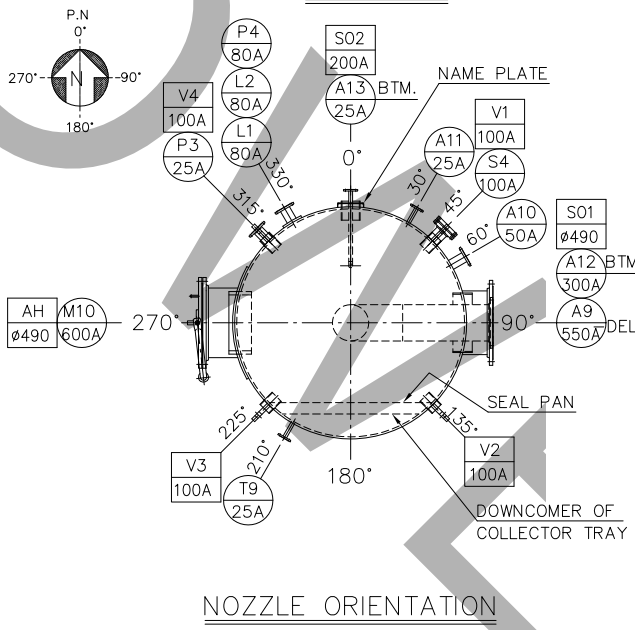 P.N
0°
270°
N
90°
180°
P4
80A
L2
80A
L1
80A
V4
100A
P3
25A
S02
200A
A13
25A
BTM.
NAME PLATE
A11
25A
V1
100A
S4
100A
A10
50A
S01
ø490
A12
300A
BTM
A9
550A
DEL
0°
330°
315°
30°
45°
60°
AH
ø490
M10
600A
270°
90°
SEAL PAN
225°
210°
135°
180°
V3
100A
T9
25A
V2
100A
DOWNCOMER OF
COLLECTOR TRAY
NOZZLE ORIENTATION